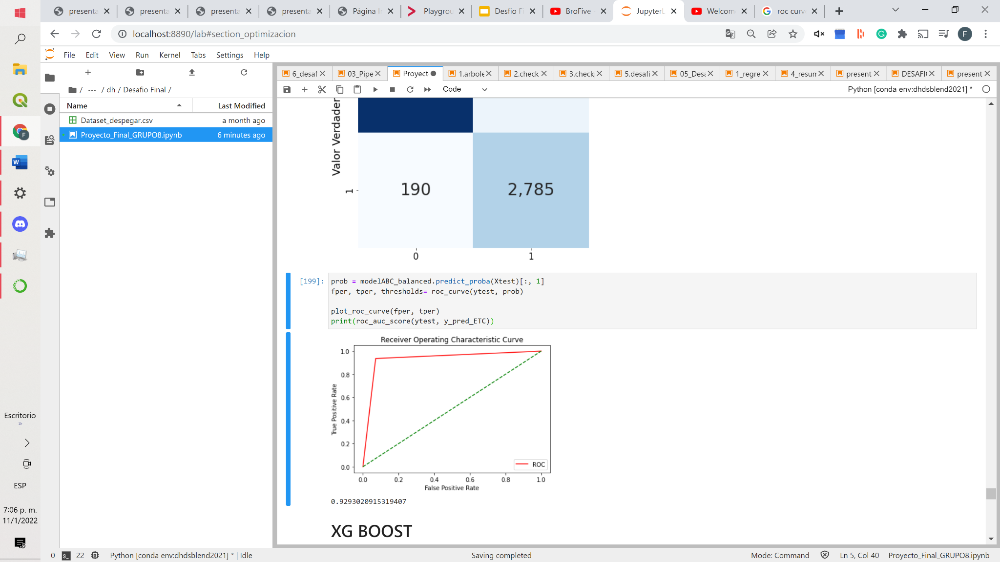 presenta
presenta
presenta
presenta
Página In
Playgrou
Desfio Fi
BroFive -
JupyterL
Welcom
roc curv
localhost:8890/lab#section_optimizacion
F
File Edit View Run Kernel Tabs Settings Help
6_desaf
03_Pipe
Proyect
1.arbole
2.check
3.check
5.desafi
05_Desa
1_regre
4_resum
present
DESAFIO
present
/ ... / dh / Desafio Final /
Code
Python [conda env:dhdsblend2021] *
Name Last Modified
Dataset_despegar.csv a month ago
Proyecto_Final_GRUPO8.ipynb 6 minutes ago
Valor Verdader
1
190 2,785
0 1
[199]:
prob = modelABC_balanced.predict_proba(Xtest)[:, 1]
fper, tper, thresholds= roc_curve(ytest, prob)
plot_roc_curve(fper, tper)
print(roc_auc_score(ytest, y_pred_ETC))
Receiver Operating Characteristic Curve
1.0
0.8
0.6
0.4
0.2
0.0
True Positive Rate
ROC
0.0 0.2 0.4 0.6 0.8 1.0
False Positive Rate
0.9293020915319407
XG BOOST
Escritorio
»
ESP
7:06 p. m.
11/1/2022
0 22 Python [conda env:dhdsblend2021] * | Idle Saving completed Mode: Command Ln 5, Col 40 Proyecto_Final_GRUPO8.ipynb